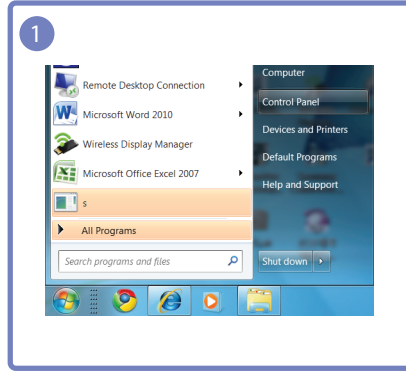 1
Remote Desktop Connection
Microsoft Word 2010
Wireless Display Manager
Microsoft Office Excel 2007
s
All Programs
Search programs and files
Computer
Control Panel
Devices and Printers
Default Programs
Help and Support
Shut down